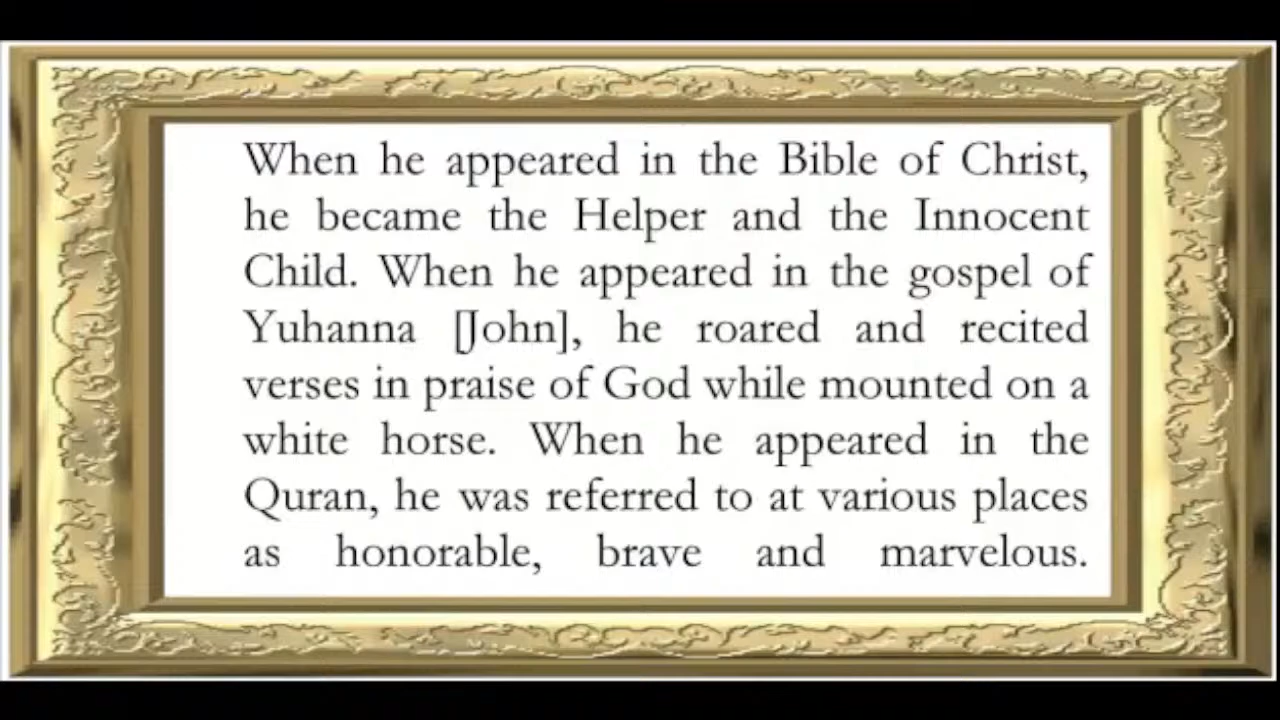 When he appeared in the Bible of Christ,
he became the Helper and the Innocent
Child. When he appeared in the gospel of
Yuhanna [John], he roared and recited
verses in praise of God while mounted on a
white horse. When he appeared in the
Quran, he was referred to at various places
as honorable, brave and marvelous.